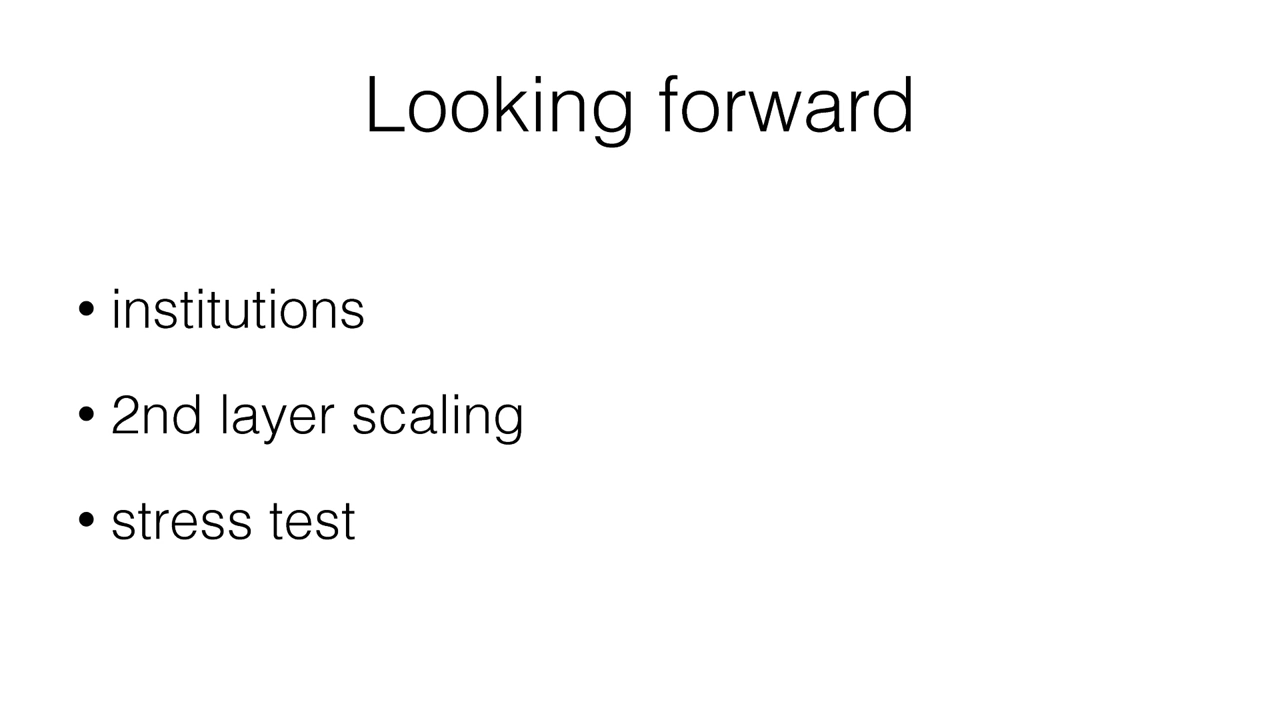 Looking forward
• institutions
• 2nd layer scaling
• stress test